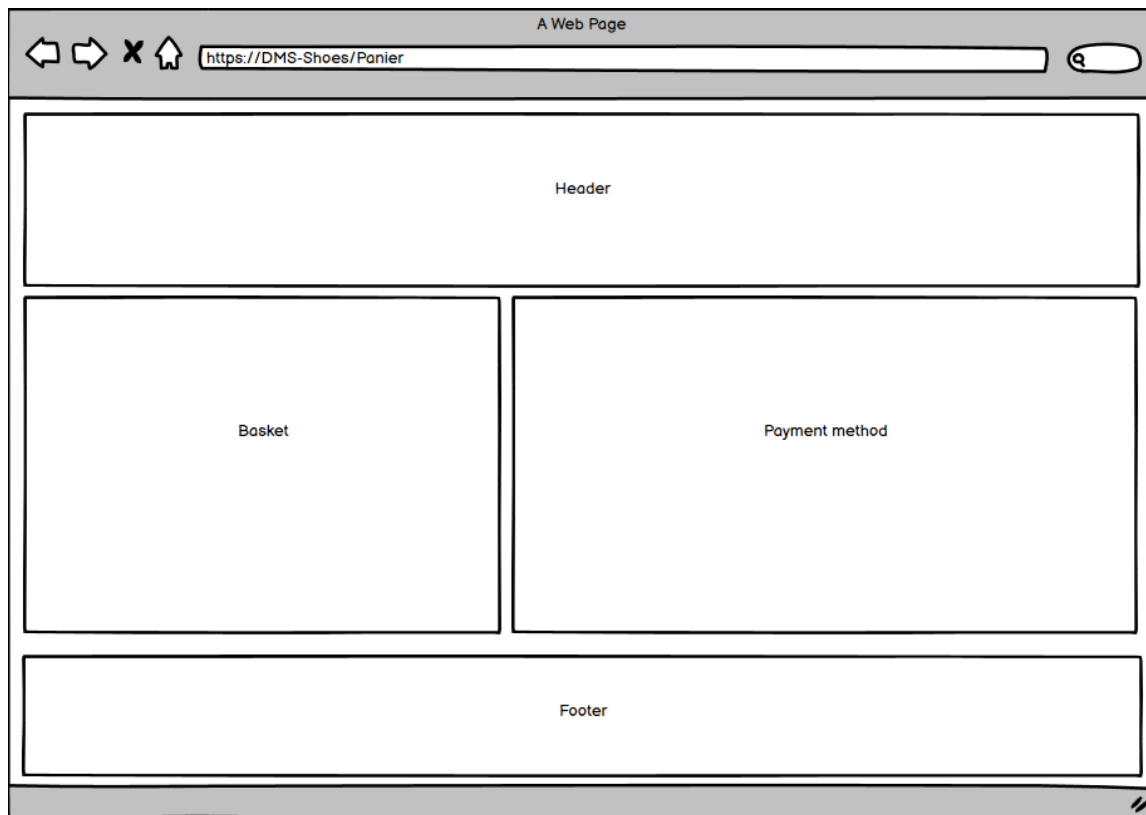 A Web Page
https://DMS-Shoes/Panier
Header
Basket
Payment method
Footer